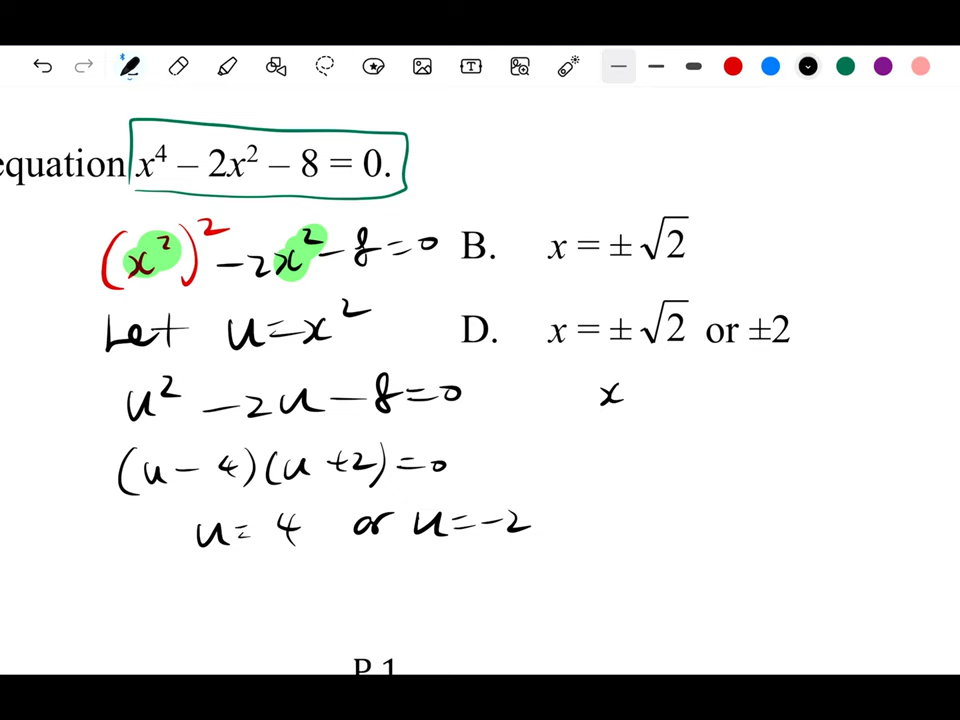 equation x⁴ – 2x² – 8 = 0.
(x²)² – 2x² – 8 = 0 B. x = ± √2
Let u = x² D. x = ± √2 or ±2
u² – 2u – 8 = 0 x
(u – 4)(u + 2) = 0
u = 4 or u = –2
P.1